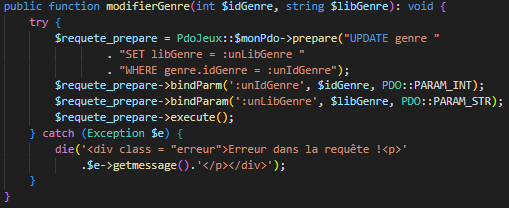 public function modifierGenre(int $idGenre, string $libGenre): void {
try {
$requete_prepare = PdoJeux::$monPdo->prepare("UPDATE genre "
. "SET libGenre = :unLibGenre "
. "WHERE genre.idGenre = :unIdGenre");
$requete_prepare->bindParm(':unIdGenre', $idGenre, PDO::PARAM_INT);
$requete_prepare->bindParam(':unLibGenre', $libGenre, PDO::PARAM_STR);
$requete_prepare->execute();
} catch (Exception $e) {
die('<div class = "erreur">Erreur dans la requête !<p>'
.$e->getmessage().'</p></div>');
}
}